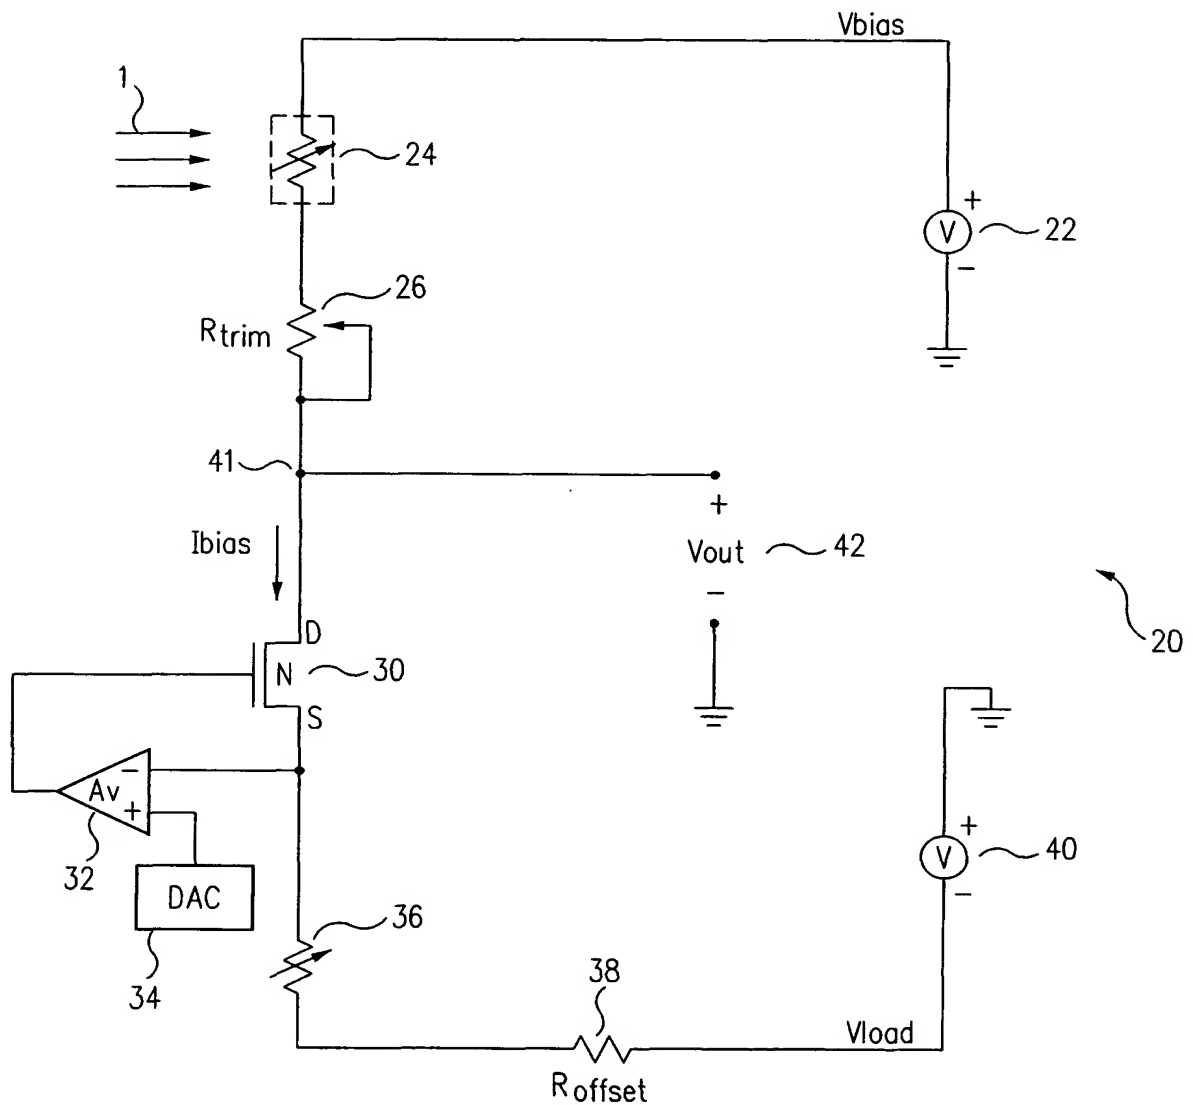 Vbias
1
24
+
V
22
−
26
Rtrim
41
+
Ibias
Vout
42
−
D
N
30
20
S
−
Av
+
+
V
40
−
32
DAC
36
34
38
Vload
Roffset